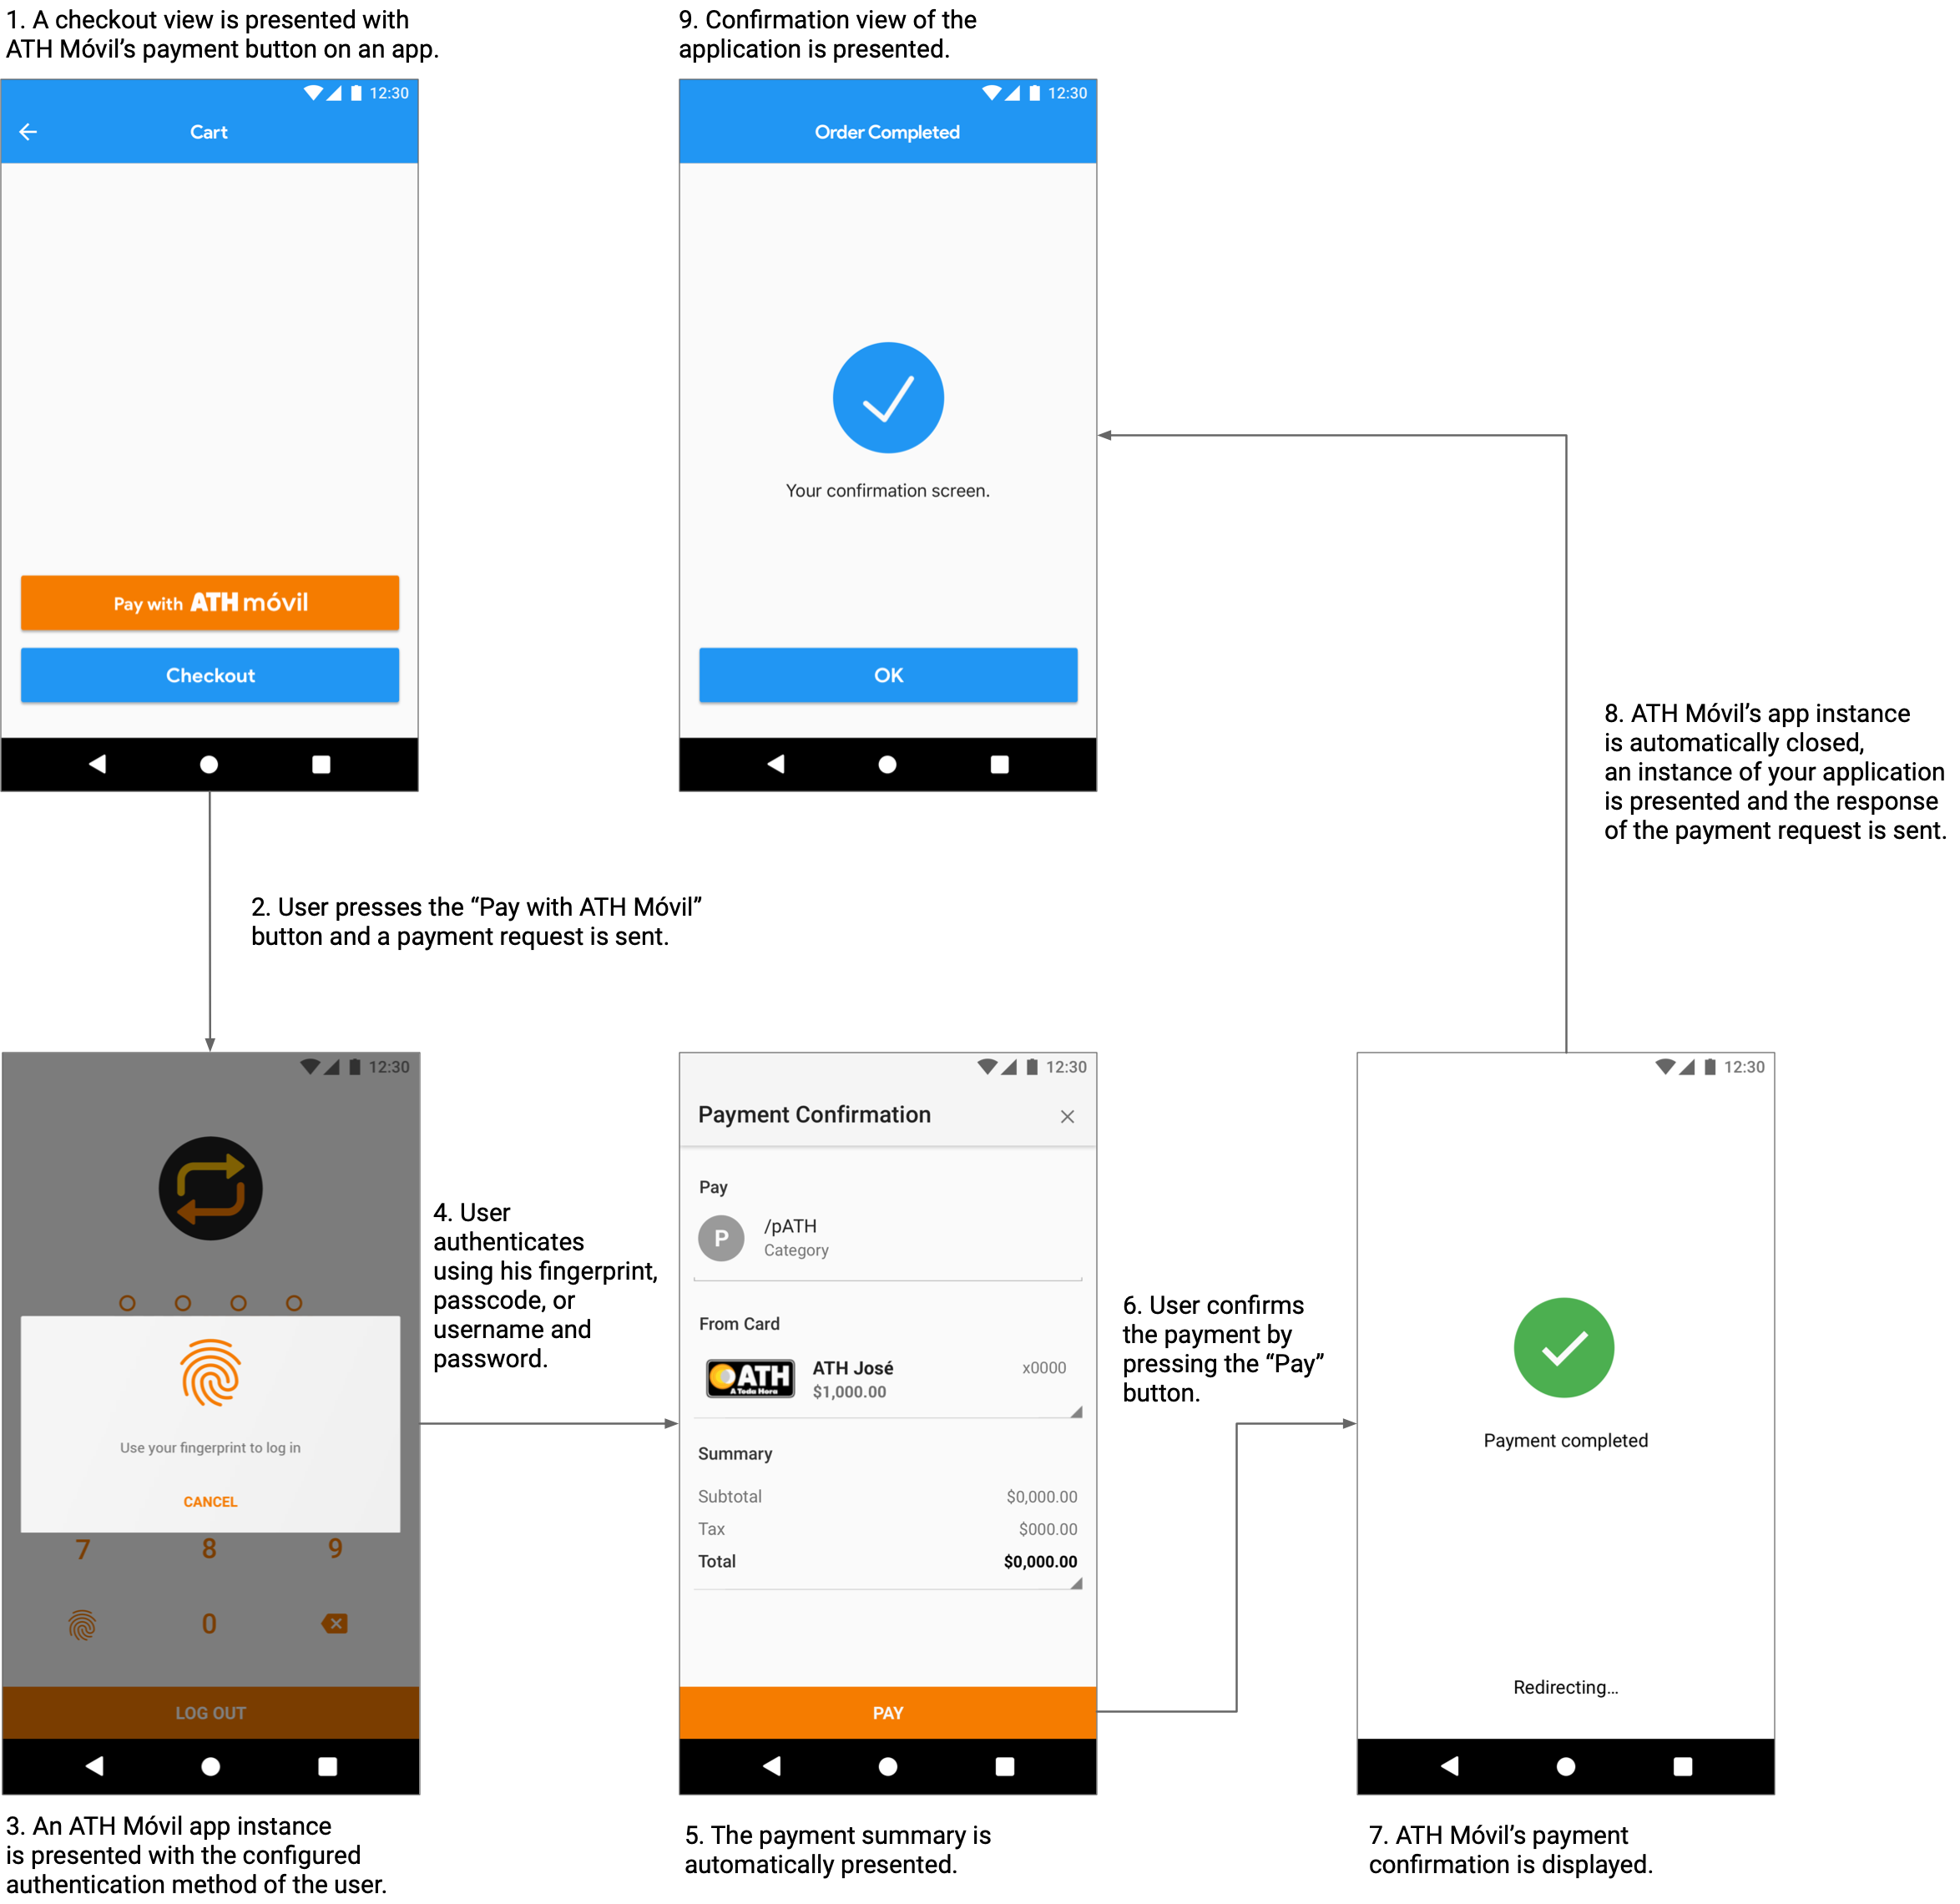 1. A checkout view is presented with
ATH Móvil’s payment button on an app.
12:30
Cart
Pay with ATH móvil
Checkout
2. User presses the “Pay with ATH Móvil”
button and a payment request is sent.
12:30
Use your fingerprint to log in
CANCEL
7 8 9
0
LOG OUT
3. An ATH Móvil app instance
is presented with the configured
authentication method of the user.
4. User
authenticates
using his fingerprint,
passcode, or
username and
password.
12:30
Payment Confirmation
Pay
P
/pATH
Category
From Card
ATH
A Toda Hora
ATH José x0000
$1,000.00
Summary
Subtotal $0,000.00
Tax $000.00
Total $0,000.00
PAY
5. The payment summary is
automatically presented.
6. User confirms
the payment by
pressing the “Pay”
button.
12:30
Payment completed
Redirecting...
7. ATH Móvil’s payment
confirmation is displayed.
8. ATH Móvil’s app instance
is automatically closed,
an instance of your application
is presented and the response
of the payment request is sent.
9. Confirmation view of the
application is presented.
12:30
Order Completed
Your confirmation screen.
OK